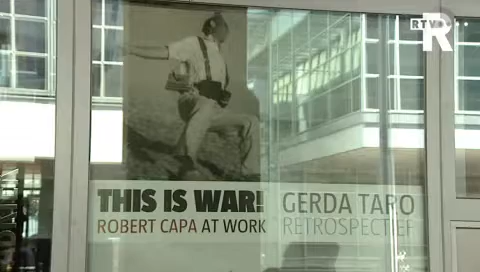 RTV
R
THIS IS WAR!
ROBERT CAPA AT WORK
GERDA TARO
RETROSPECTIEF